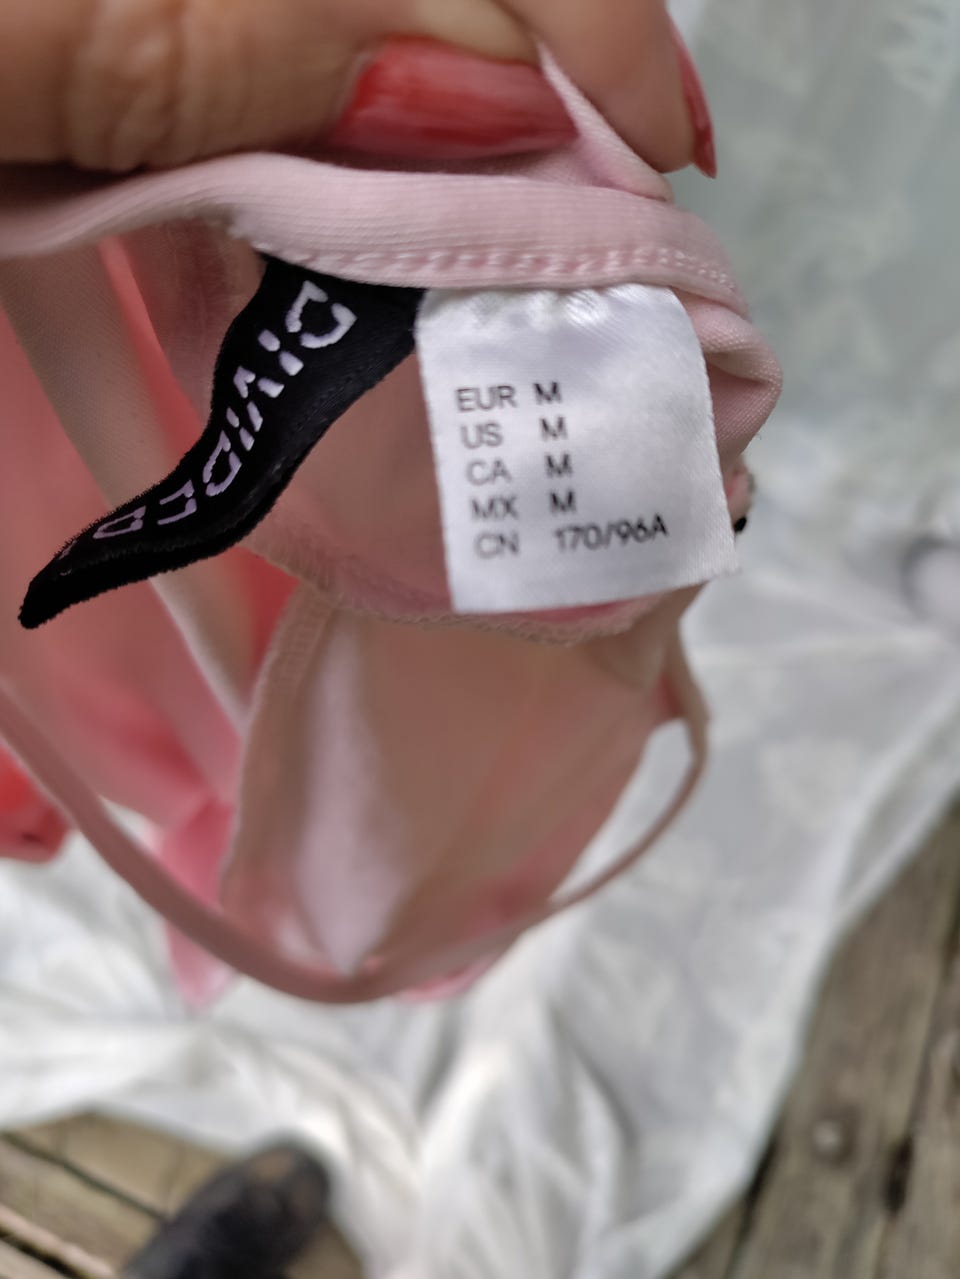 DIVIDED
EUR M
US M
CA M
MX M
CN 170/96A